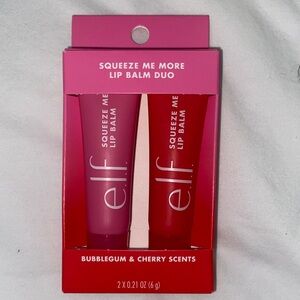 SQUEEZE ME MORE
LIP BALM DUO
SQUEEZE ME
LIP BALM
e.l.f.
SQUEEZE ME
LIP BALM
e.l.f.
BUBBLEGUM & CHERRY SCENTS
2 X 0.21 OZ (6 g)